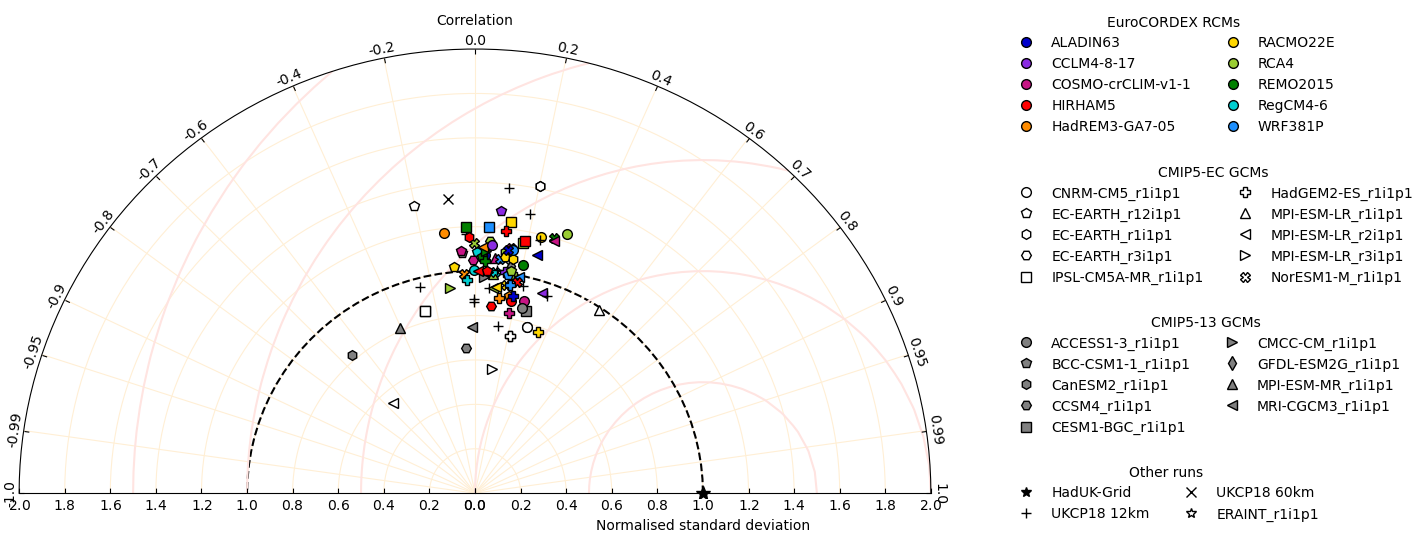 Correlation
0.0
-0.2
0.2
-0.4
0.4
-0.6
0.6
-0.7
0.7
-0.8
0.8
-0.9
0.9
-0.95
0.95
-0.99
0.99
-1.0
1.0
2.0 1.8 1.6 1.4 1.2 1.0 0.8 0.6 0.4 0.2 0.0 0.2 0.4 0.6 0.8 1.0 1.2 1.4 1.6 1.8 2.0
Normalised standard deviation
EuroCORDEX RCMs
ALADIN63 RACMO22E
CCLM4-8-17 RCA4
COSMO-crCLIM-v1-1 REMO2015
HIRHAM5 RegCM4-6
HadREM3-GA7-05 WRF381P
CMIP5-EC GCMs
CNRM-CM5_r1i1p1 HadGEM2-ES_r1i1p1
EC-EARTH_r12i1p1 MPI-ESM-LR_r1i1p1
EC-EARTH_r1i1p1 MPI-ESM-LR_r2i1p1
EC-EARTH_r3i1p1 MPI-ESM-LR_r3i1p1
IPSL-CM5A-MR_r1i1p1 NorESM1-M_r1i1p1
CMIP5-13 GCMs
ACCESS1-3_r1i1p1 CMCC-CM_r1i1p1
BCC-CSM1-1_r1i1p1 GFDL-ESM2G_r1i1p1
CanESM2_r1i1p1 MPI-ESM-MR_r1i1p1
CCSM4_r1i1p1 MRI-CGCM3_r1i1p1
CESM1-BGC_r1i1p1
Other runs
HadUK-Grid UKCP18 60km
UKCP18 12km ERAINT_r1i1p1